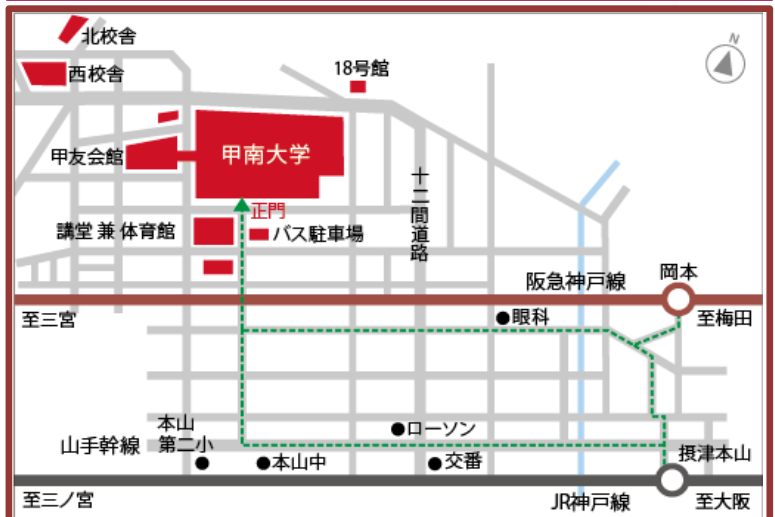 北校舎
N
西校舎
18号館
甲友会館
甲南大学
十二間道路
正門
講堂 兼 体育館
バス駐車場
阪急神戸線
岡本
至三宮
眼科
至梅田
本山
第二小
山手幹線
ローソン
本山中
交番
摂津本山
至三ノ宮
JR神戸線
至大阪